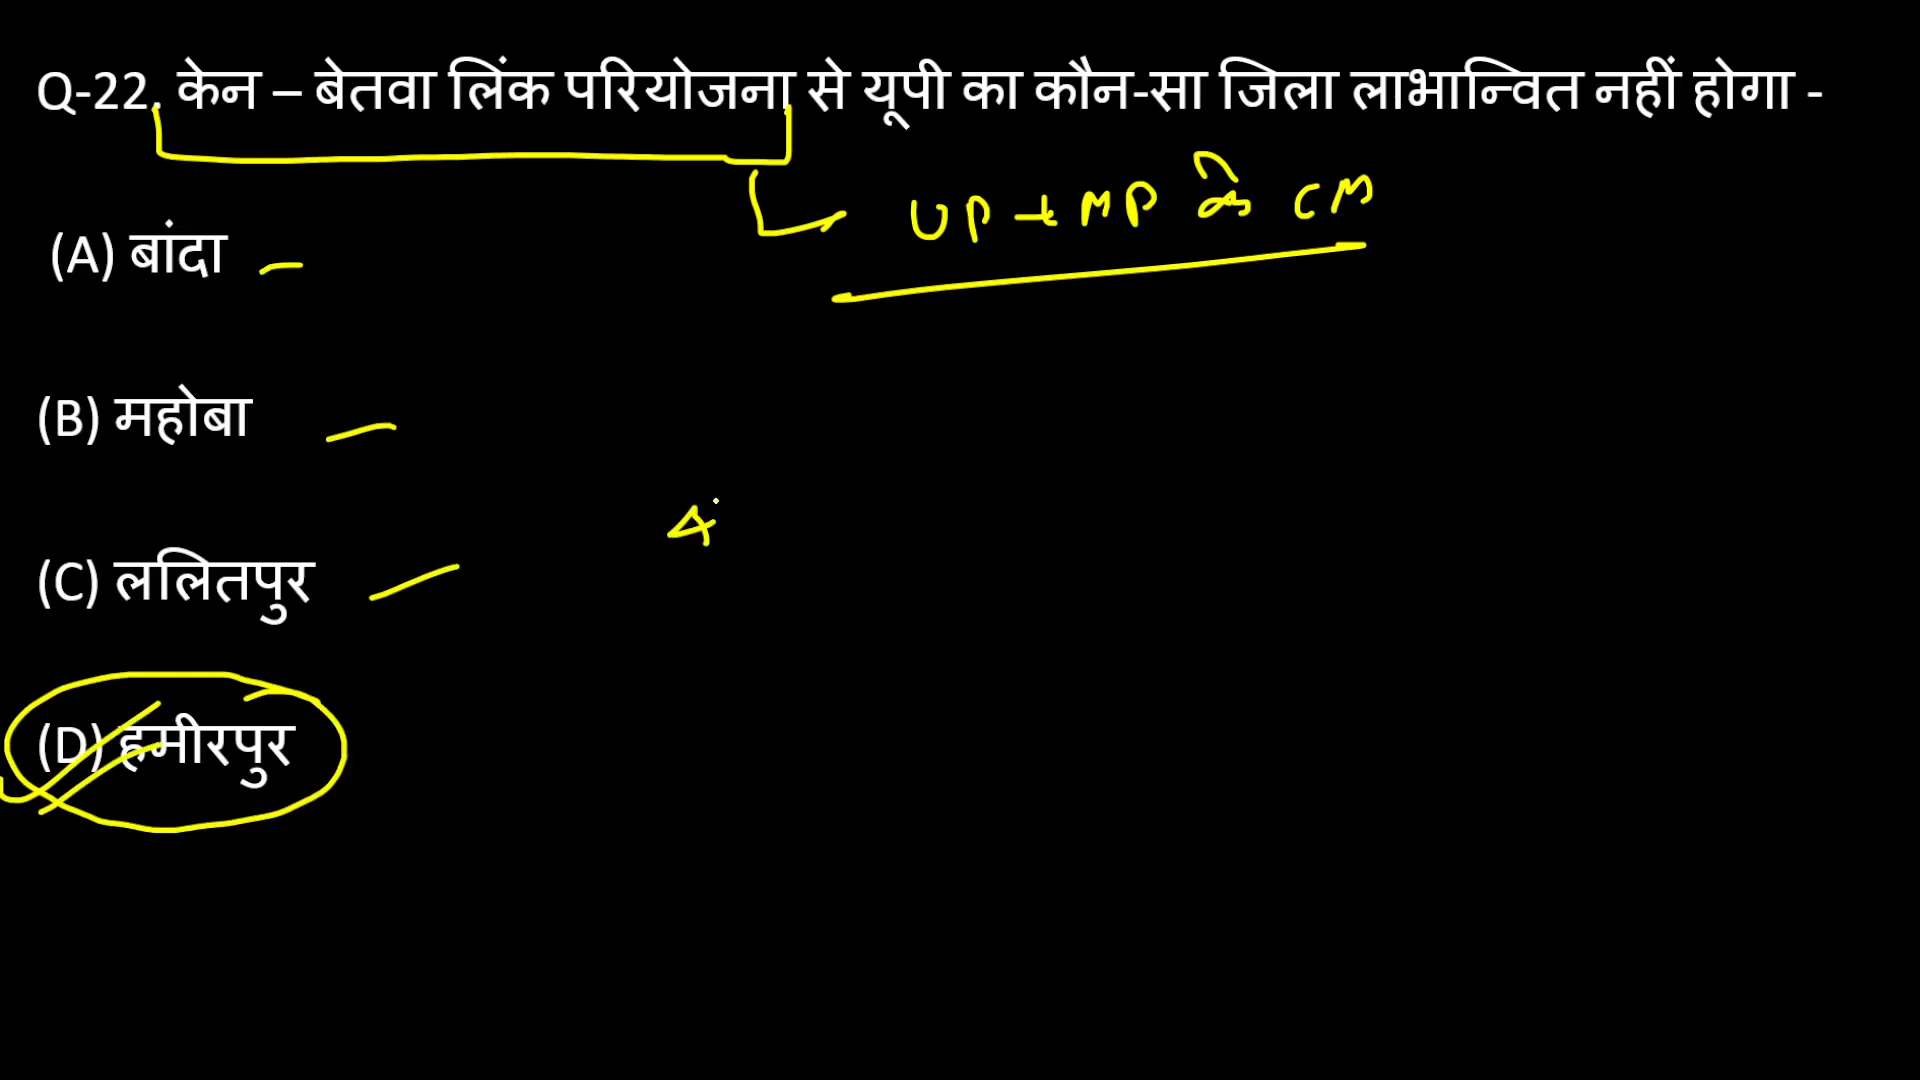 Q-22. केन – बेतवा लिंक परियोजना से यूपी का कौन-सा जिला लाभान्वित नहीं होगा -
UP + MP के CM
(A) बांदा
(B) महोबा
4
(C) ललितपुर
(D) हमीरपुर